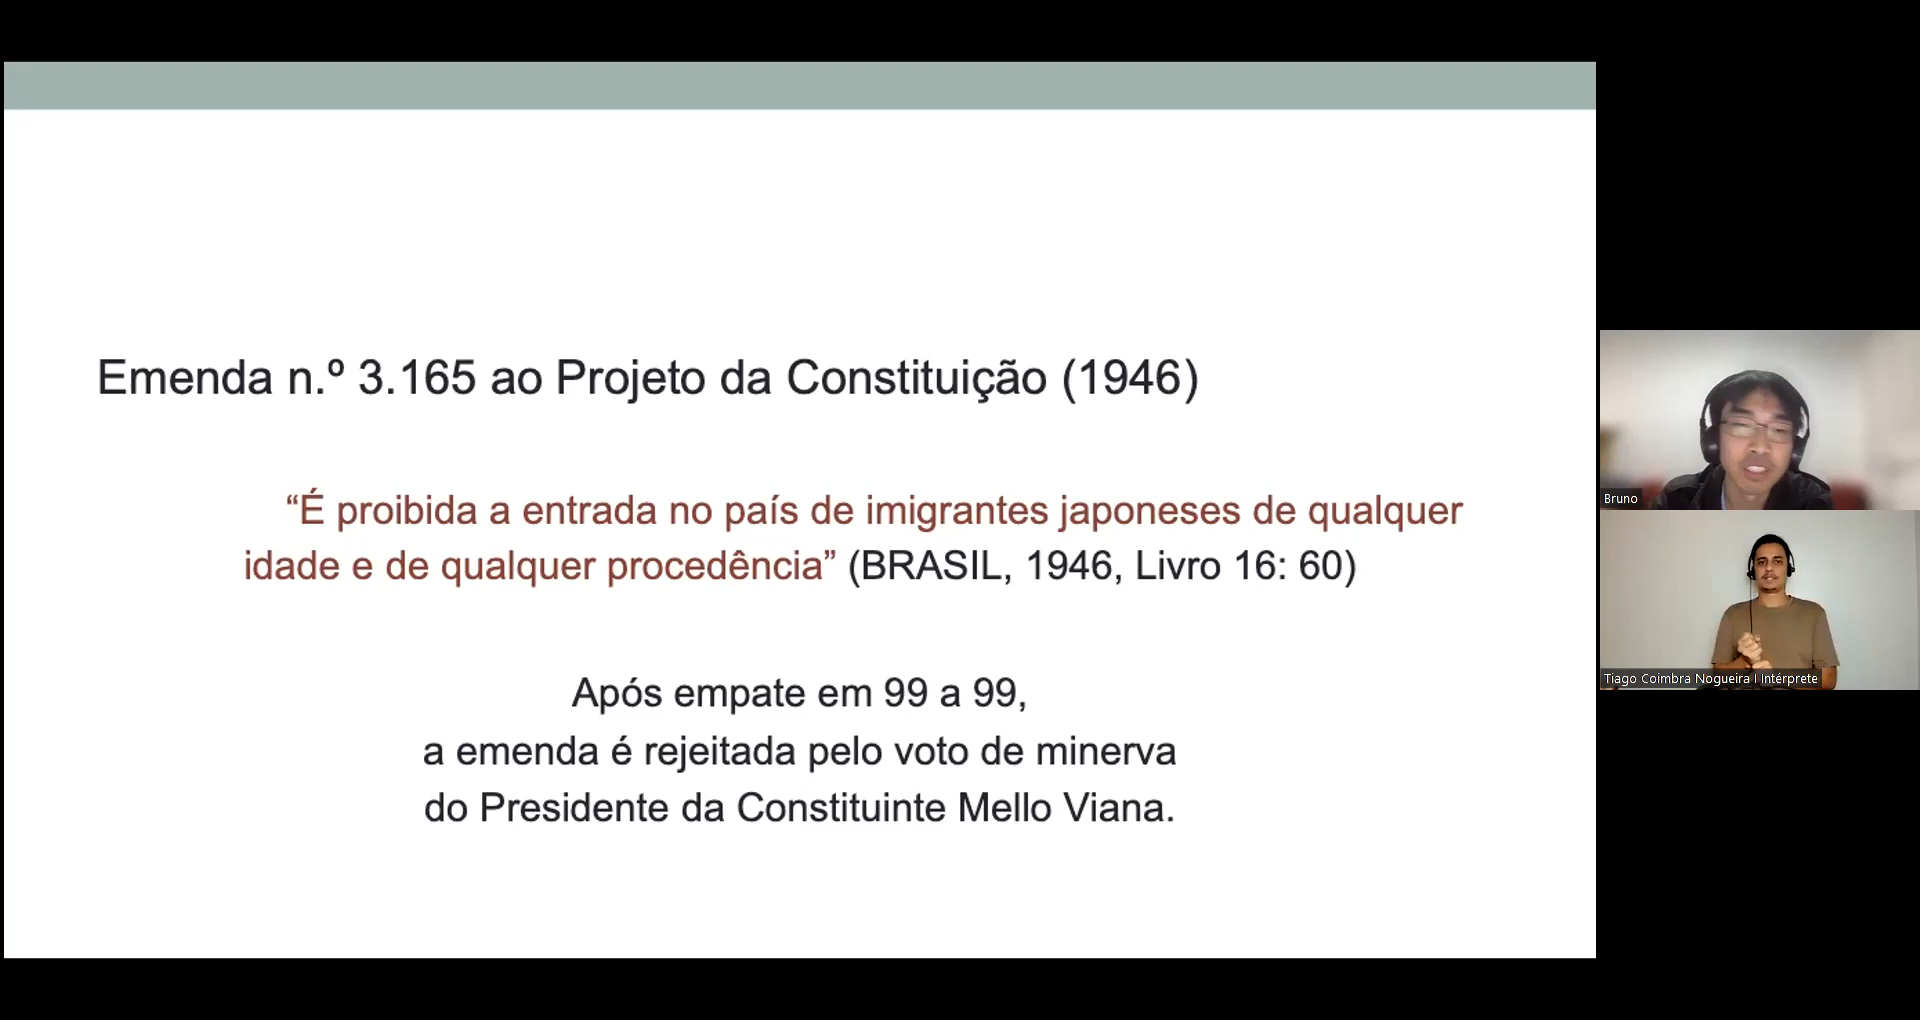 Emenda n.º 3.165 ao Projeto da Constituição (1946)
“É proibida a entrada no país de imigrantes japoneses de qualquer
idade e de qualquer procedência” (BRASIL, 1946, Livro 16: 60)
Após empate em 99 a 99,
a emenda é rejeitada pelo voto de minerva
do Presidente da Constituinte Mello Viana.
Bruno
Tiago Coimbra Nogueira I Intérprete